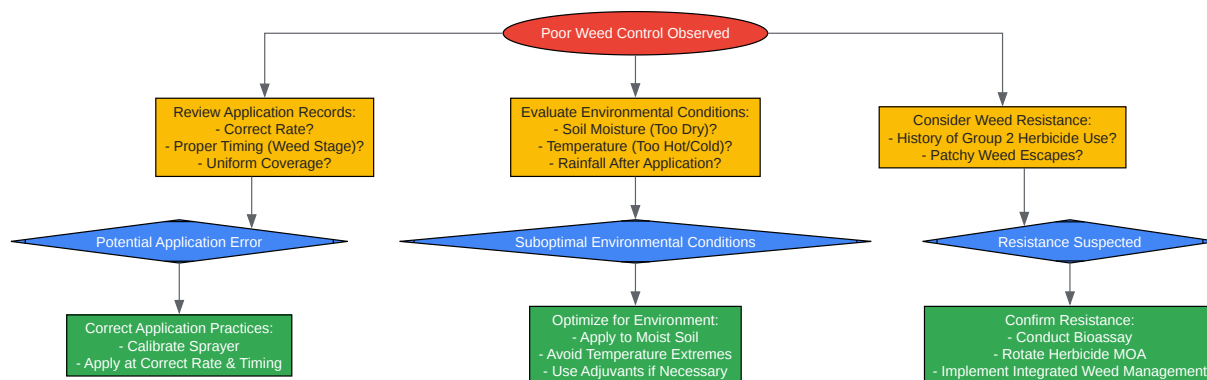 Poor Weed Control Observed
Review Application Records:
- Correct Rate?
- Proper Timing (Weed Stage)?
- Uniform Coverage?
Evaluate Environmental Conditions:
- Soil Moisture (Too Dry)?
- Temperature (Too Hot/Cold)?
- Rainfall After Application?
Consider Weed Resistance:
- History of Group 2 Herbicide Use?
- Patchy Weed Escapes?
Potential Application Error
Suboptimal Environmental Conditions
Resistance Suspected
Correct Application Practices:
- Calibrate Sprayer
- Apply at Correct Rate & Timing
Optimize for Environment:
- Apply to Moist Soil
- Avoid Temperature Extremes
- Use Adjuvants if Necessary
Confirm Resistance:
- Conduct Bioassay
- Rotate Herbicide MOA
- Implement Integrated Weed Management